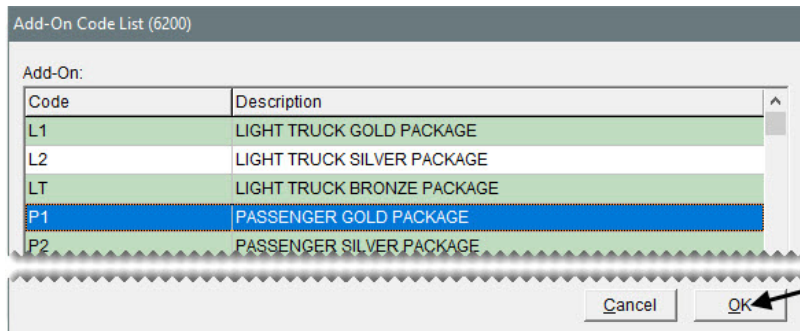 Add-On Code List (6200)
Add-On:
Code Description
L1 LIGHT TRUCK GOLD PACKAGE
L2 LIGHT TRUCK SILVER PACKAGE
LT LIGHT TRUCK BRONZE PACKAGE
P1 PASSENGER GOLD PACKAGE
P2 PASSENGER SILVER PACKAGE
Cancel OK